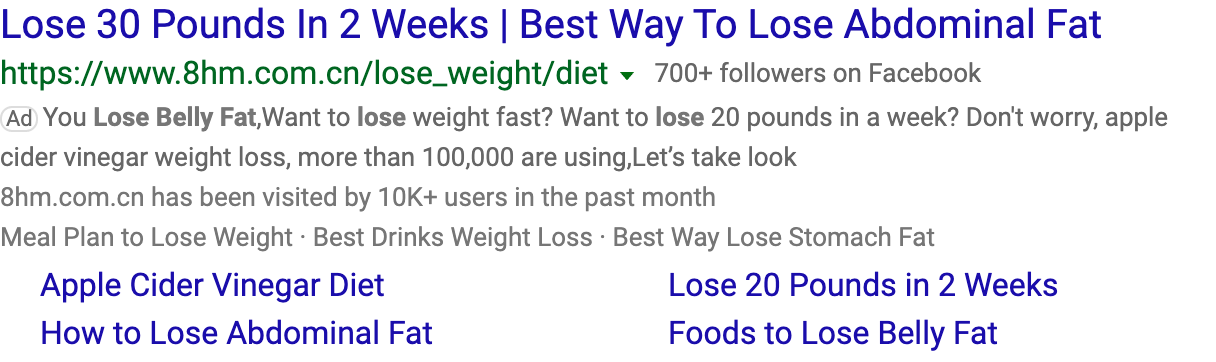 Lose 30 Pounds In 2 Weeks | Best Way To Lose Abdominal Fat
https://www.8hm.com.cn/lose_weight/diet 700+ followers on Facebook
Ad You Lose Belly Fat,Want to lose weight fast? Want to lose 20 pounds in a week? Don't worry, apple
cider vinegar weight loss, more than 100,000 are using,Let’s take look
8hm.com.cn has been visited by 10K+ users in the past month
Meal Plan to Lose Weight · Best Drinks Weight Loss · Best Way Lose Stomach Fat
Apple Cider Vinegar Diet Lose 20 Pounds in 2 Weeks
How to Lose Abdominal Fat Foods to Lose Belly Fat